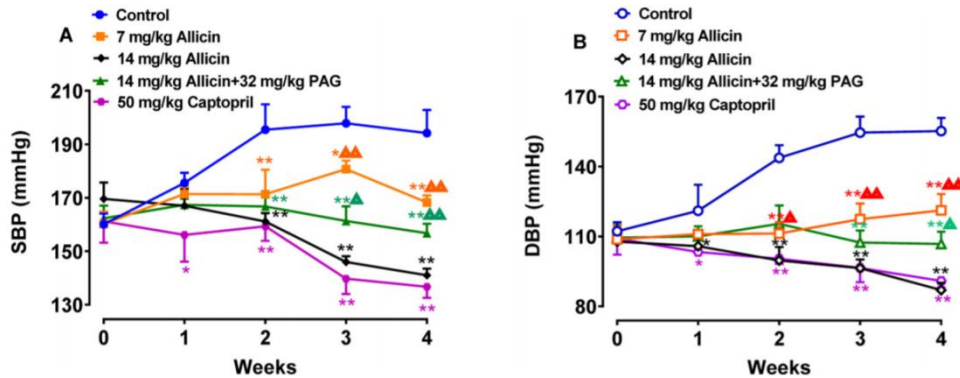 A
Control
7 mg/kg Allicin
14 mg/kg Allicin
14 mg/kg Allicin+32 mg/kg PAG
50 mg/kg Captopril
SBP (mmHg)
210
190
170
150
130
0 1 2 3 4
Weeks
*
**
**
**
**
*
**
**
**
**
**
**
**
**
B
Control
7 mg/kg Allicin
14 mg/kg Allicin
14 mg/kg Allicin+32 mg/kg PAG
50 mg/kg Captopril
DBP (mmHg)
170
140
110
80
0 1 2 3 4
Weeks
**
*
**
**
**
**
**
**
**
**
**
**
**